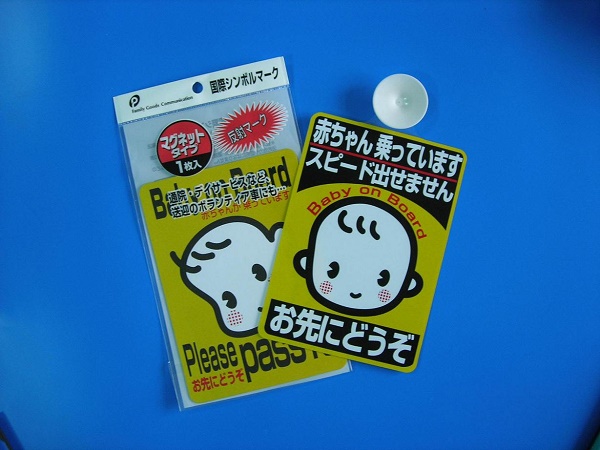 Family Goods Communication
国際シンボルマーク
マグネット
タイプ
1枚入
反射マーク
Baby on Board
通院・デイサービスなど、
送迎のボランティア車にも…
赤ちゃんが乗っています
Please pass
お先にどうぞ
赤ちゃん乗っています
スピード出せません
Baby on Board
お先にどうぞ